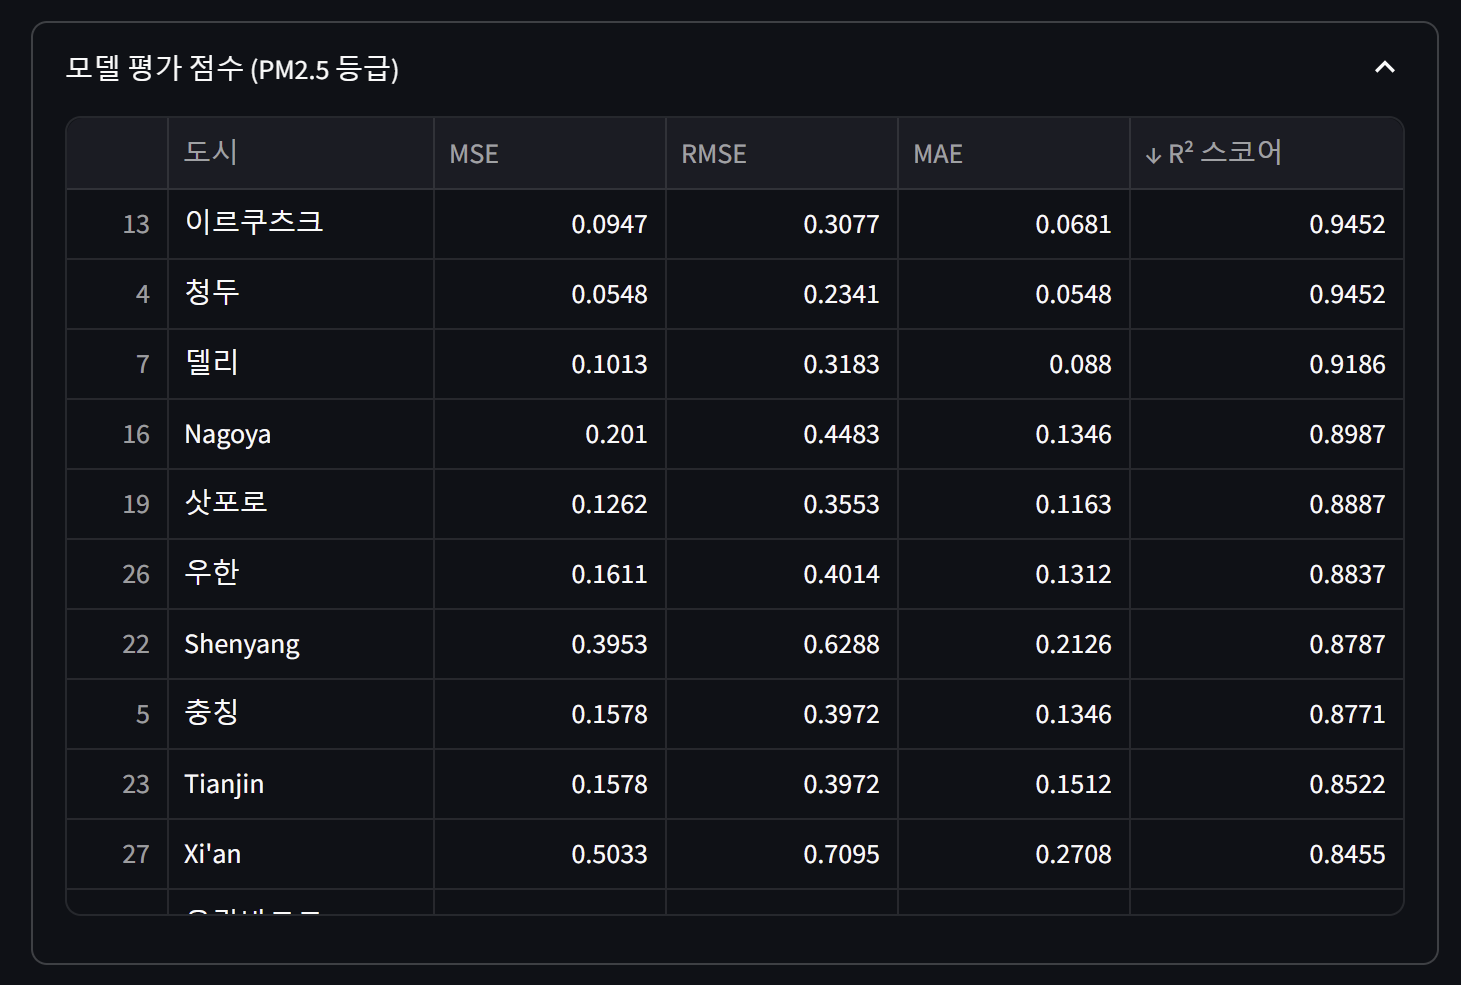 모델 평가 점수 (PM2.5 등급)
도시 MSE RMSE MAE ↓ R² 스코어
13 이르쿠츠크 0.0947 0.3077 0.0681 0.9452
4 청두 0.0548 0.2341 0.0548 0.9452
7 델리 0.1013 0.3183 0.088 0.9186
16 Nagoya 0.201 0.4483 0.1346 0.8987
19 삿포로 0.1262 0.3553 0.1163 0.8887
26 우한 0.1611 0.4014 0.1312 0.8837
22 Shenyang 0.3953 0.6288 0.2126 0.8787
5 충칭 0.1578 0.3972 0.1346 0.8771
23 Tianjin 0.1578 0.3972 0.1512 0.8522
27 Xi'an 0.5033 0.7095 0.2708 0.8455